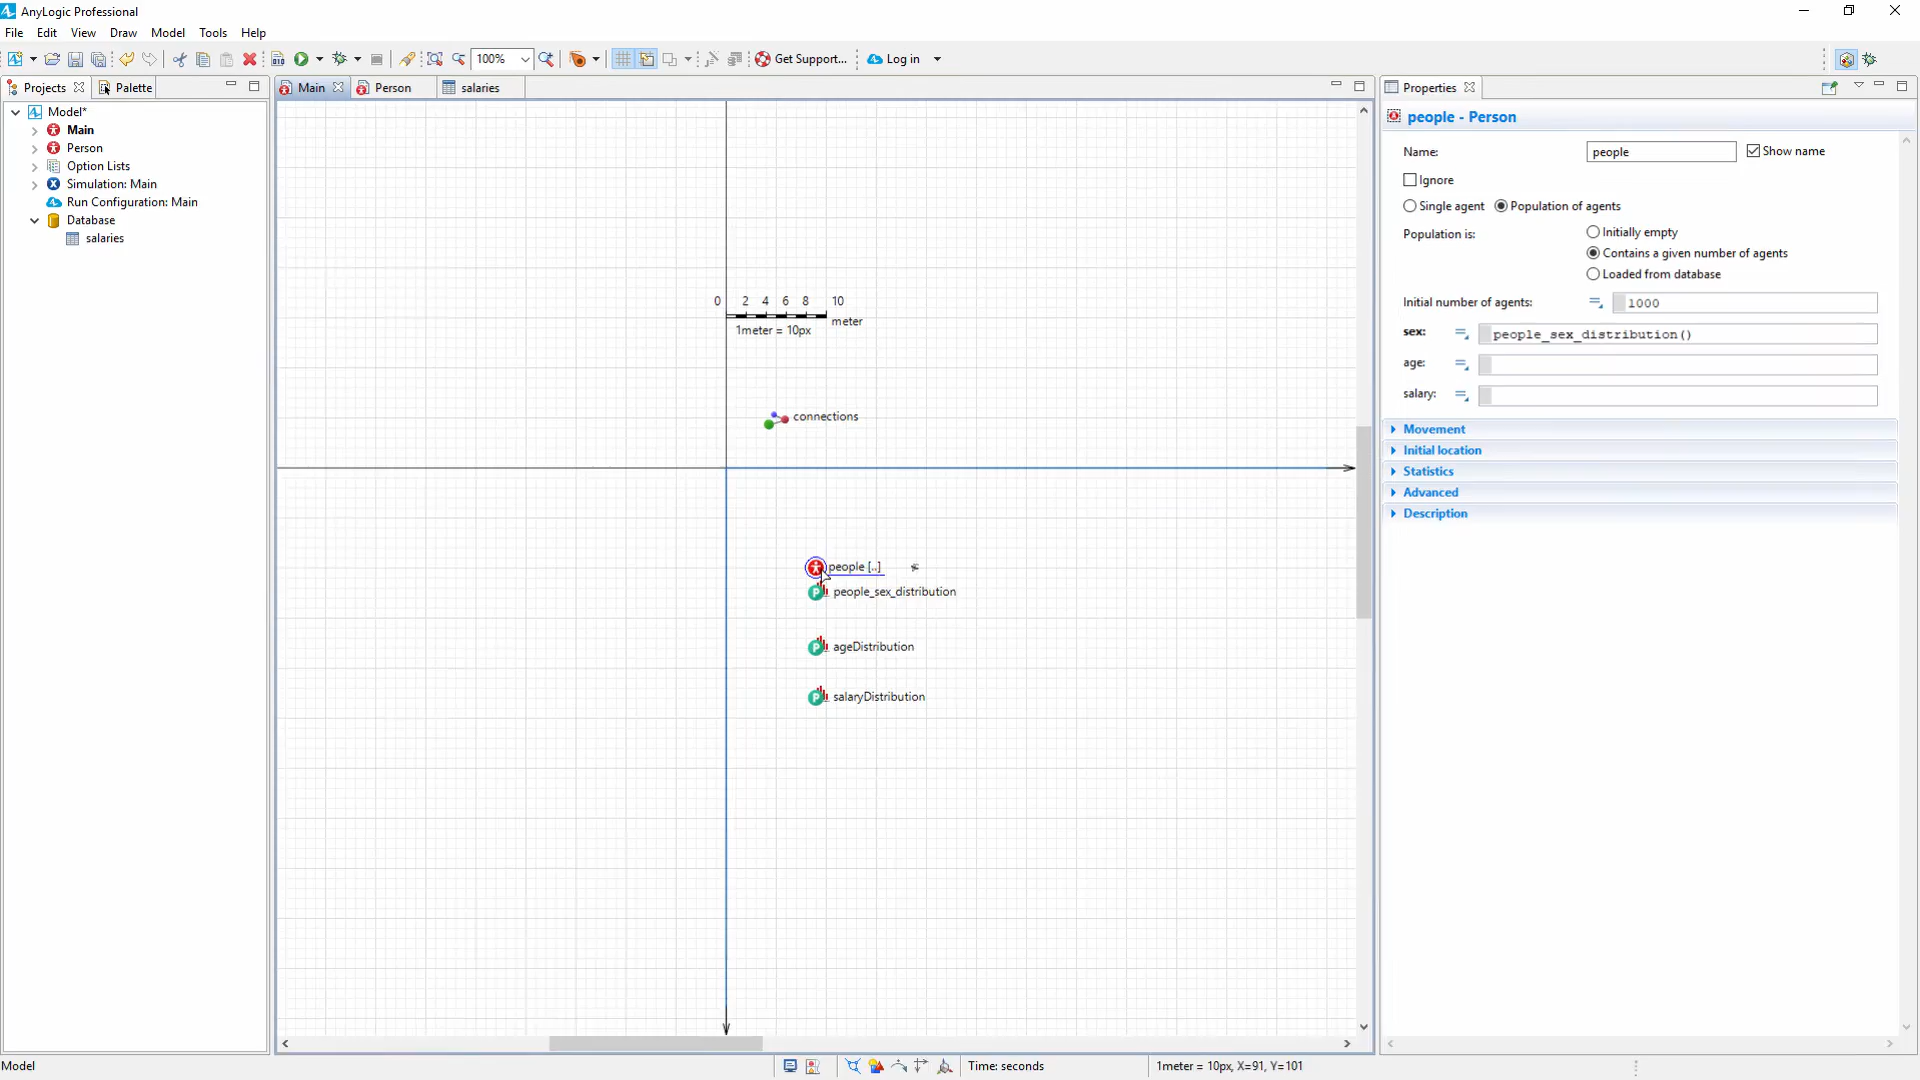 AnyLogic Professional
File Edit View Draw Model Tools Help
100% Get Support... Log in
Projects Palette
Model*
Main
Person
Option Lists
Simulation: Main
Run Configuration: Main
Database
salaries
Main Person salaries
0 2 4 6 8 10
meter
1meter = 10px
connections
people [..]
people_sex_distribution
ageDistribution
salaryDistribution
Properties
people - Person
Name: people Show name
Ignore
Single agent Population of agents
Population is: Initially empty
Contains a given number of agents
Loaded from database
Initial number of agents: 1000
sex: people_sex_distribution()
age:
salary:
Movement
Initial location
Statistics
Advanced
Description
Model Time: seconds 1meter = 10px, X=91, Y=101